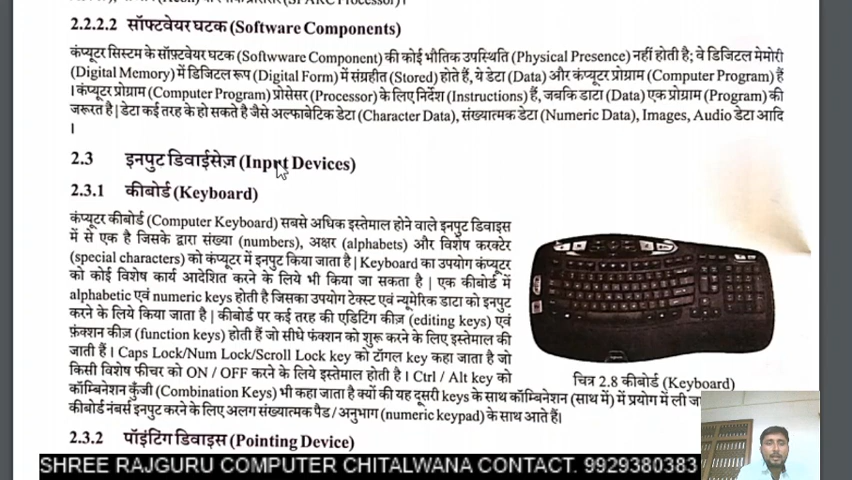 2.2.2.2 सॉफ्टवेयर घटक (Software Components)
कंप्यूटर सिस्टम के सॉफ़्टवेयर घटक (Softwware Component) की कोई भौतिक उपस्थिति (Physical Presence) नहीं होती है; वे डिजिटल मेमोरी
(Digital Memory) में डिजिटल रूप (Digital Form) में संग्रहीत (Stored) होते हैं, ये डेटा (Data) और कंप्यूटर प्रोग्राम (Computer Program) हैं
। कंप्यूटर प्रोग्राम (Computer Program) प्रोसेसर (Processor) के लिए निर्देश (Instructions) हैं, जबकि डाटा (Data) एक प्रोग्राम (Program) की
जरूरत है | डेटा कई तरह के हो सकते है जैसे अल्फाबेटिक डेटा (Character Data), संख्यात्मक डेटा (Numeric Data), Images, Audio डेटा आदि
।
2.3 इनपुट डिवाईसेज़ (Input Devices)
2.3.1 कीबोर्ड (Keyboard)
कंप्यूटर कीबोर्ड (Computer Keyboard) सबसे अधिक इस्तेमाल होने वाले इनपुट डिवाइस
में से एक है जिसके द्वारा संख्या (numbers), अक्षर (alphabets) और विशेष करक्टेर
(special characters) को कंप्यूटर में इनपुट किया जाता है | Keyboard का उपयोग कंप्यूटर
को कोई विशेष कार्य आदेशित करने के लिये भी किया जा सकता है | एक कीबोर्ड में
alphabetic एवं numeric keys होती है जिसका उपयोग टेक्स्ट एवं न्यूमेरिक डाटा को इनपुट
करने के लिये किया जाता है | कीबोर्ड पर कई तरह की एडिटिंग कीज़ (editing keys) एवं
फ़ंक्शन कीज़ (function keys) होती हैं जो सीधे फंक्शन को शुरू करने के लिए इस्तेमाल की
जाती हैं । Caps Lock/Num Lock/Scroll Lock key को टॉगल key कहा जाता है जो
किसी विशेष फीचर को ON / OFF करने के लिये इस्तेमाल होती है । Ctrl / Alt key को
कॉम्बिनेशन कुँजी (Combination Keys) भी कहा जाता है क्यों की यह दूसरी keys के साथ कॉम्बिनेशन (साथ में) में प्रयोग में ली
कीबोर्ड नंबर्स इनपुट करने के लिए अलग संख्यात्मक पैड / अनुभाग (numeric keypad) के साथ आते हैं।
चित्र 2.8 कीबोर्ड (Keyboard)
2.3.2 पॉइंटिंग डिवाइस (Pointing Device)
SHREE RAJGURU COMPUTER CHITALWANA CONTACT. 9929380383